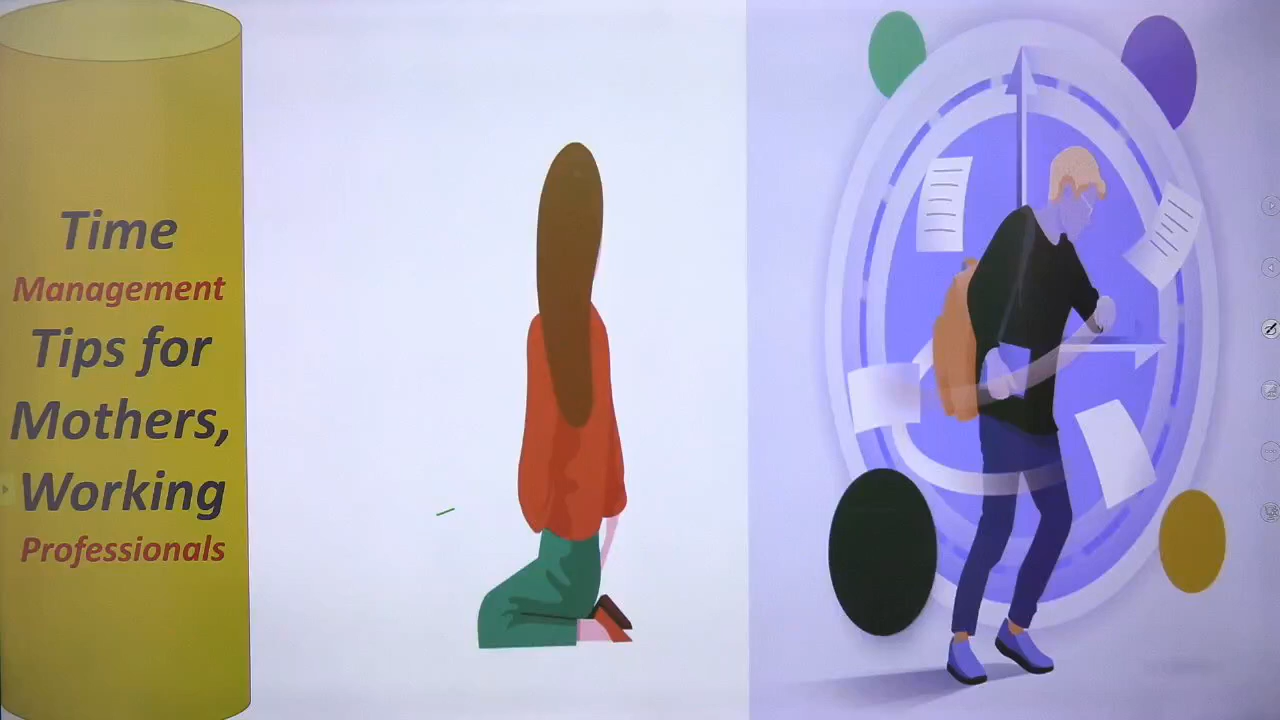 Time
Management
Tips for
Mothers,
Working
Professionals